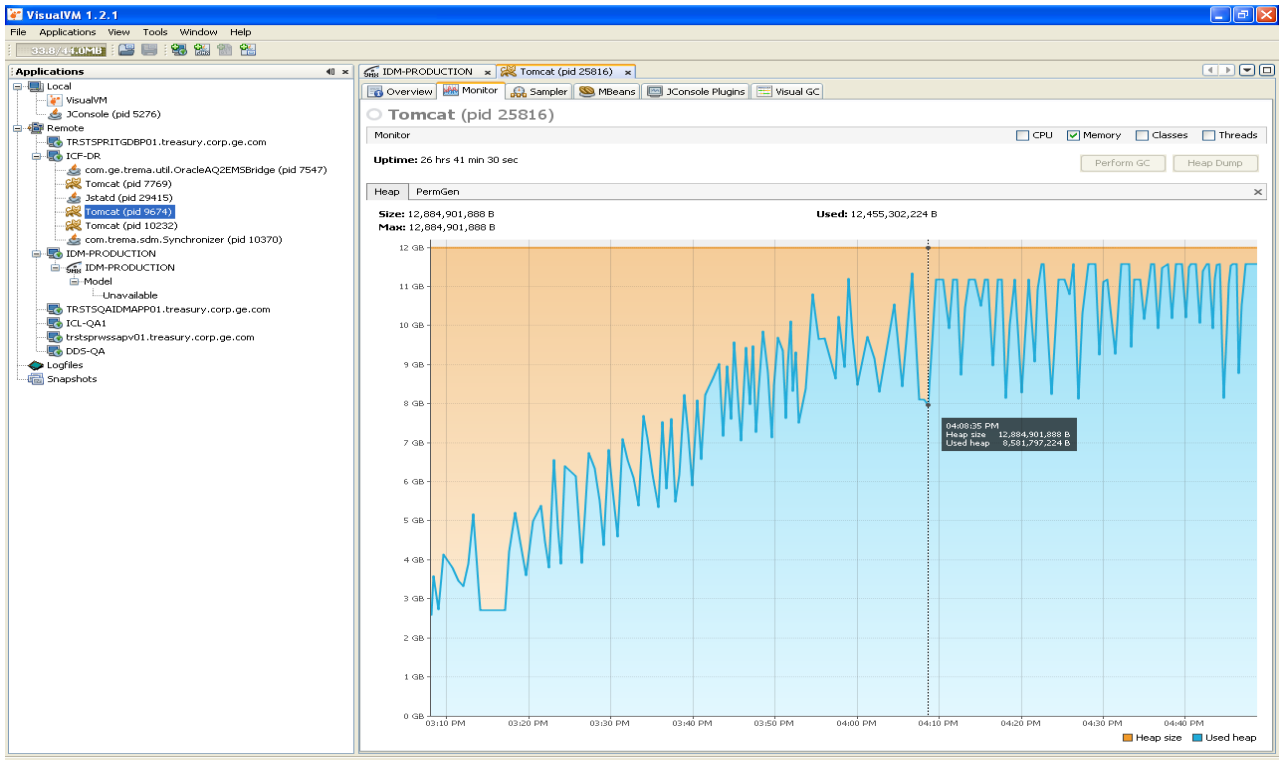 VisualVM 1.2.1
File Applications View Tools Window Help
33.8/44.0MB
Applications
Local
VisualVM
JConsole (pid 5276)
Remote
TRSTSPRITGDBP01.treasury.corp.ge.com
ICF-DR
com.ge.trema.util.OracleAQ2EMSBridge (pid 7547)
Tomcat (pid 7769)
Jstatd (pid 29415)
Tomcat (pid 9674)
Tomcat (pid 10232)
com.trema.sdm.Synchronizer (pid 10370)
IDM-PRODUCTION
IDM-PRODUCTION
Model
Unavailable
TRSTSQAIDMAPP01.treasury.corp.ge.com
ICL-QA1
trstsprwssapv01.treasury.corp.ge.com
DDS-QA
Logfiles
Snapshots
IDM-PRODUCTION Tomcat (pid 25816)
Overview Monitor Sampler MBeans JConsole Plugins Visual GC
Tomcat (pid 25816)
Monitor CPU Memory Classes Threads
Uptime: 26 hrs 41 min 30 sec Perform GC Heap Dump
Heap PermGen
Size: 12,884,901,888 B Used: 12,455,302,224 B
Max: 12,884,901,888 B
12 GB
11 GB
10 GB
9 GB
8 GB
7 GB
6 GB
5 GB
4 GB
3 GB
2 GB
1 GB
0 GB
04:08:35 PM
Heap size 12,884,901,888 B
Used heap 8,581,797,224 B
03:10 PM 03:20 PM 03:30 PM 03:40 PM 03:50 PM 04:00 PM 04:10 PM 04:20 PM 04:30 PM 04:40 PM
Heap size Used heap